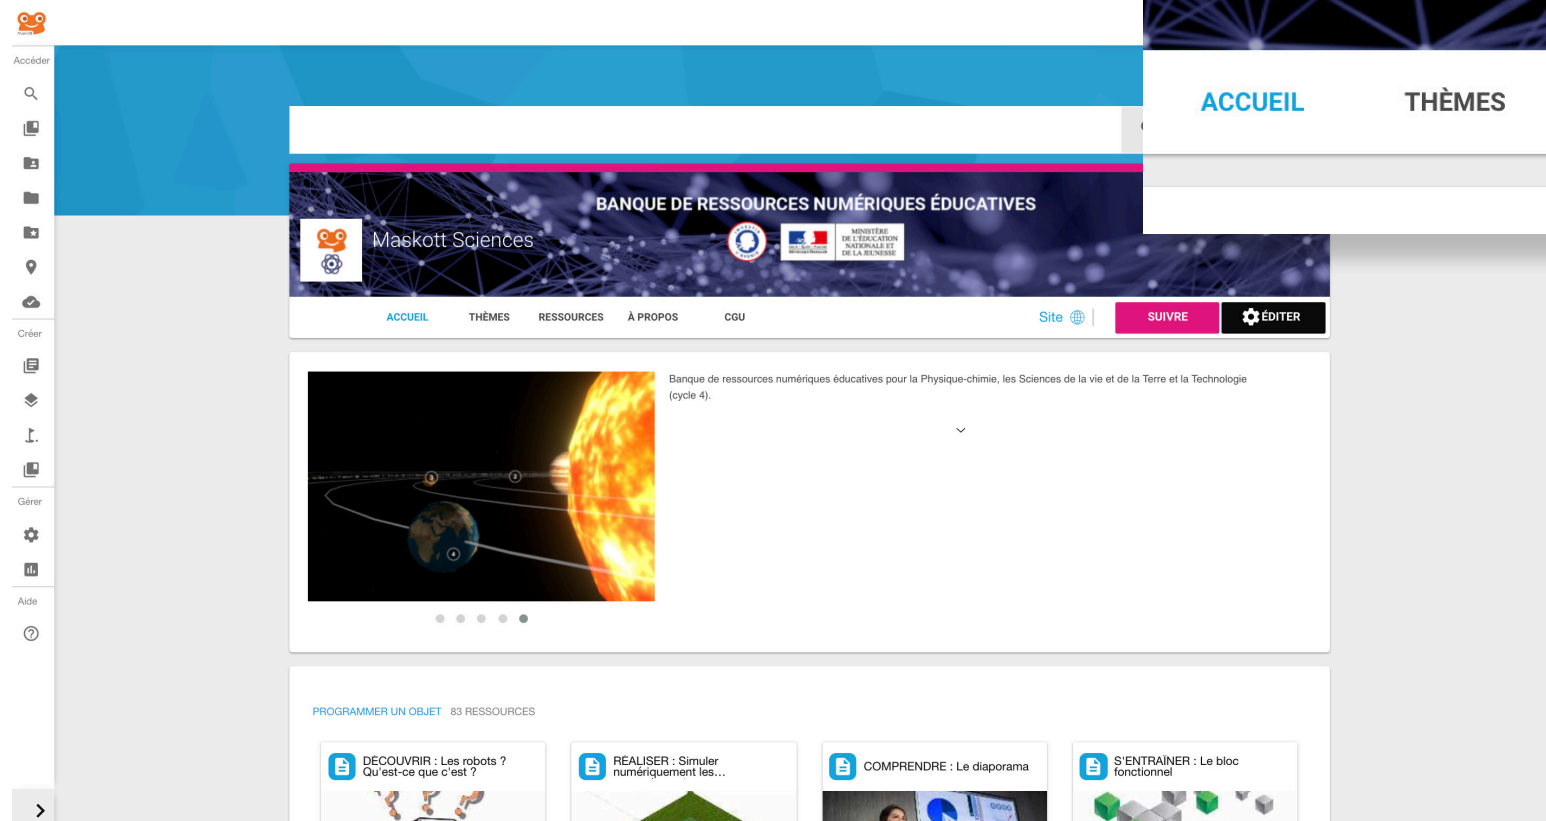 Accéder
Créer
Gérer
Aide
ACCUEIL THÈMES
BANQUE DE RESSOURCES NUMÉRIQUES ÉDUCATIVES
Maskott Sciences
MINISTÈRE
DE L'ÉDUCATION
NATIONALE ET
DE LA JEUNESSE
ACCUEIL THÈMES RESSOURCES À PROPOS CGU Site SUIVRE ÉDITER
Banque de ressources numériques éducatives pour la Physique-chimie, les Sciences de la vie et de la Terre et la Technologie
(cycle 4).
3 2
4
PROGRAMMER UN OBJET 83 RESSOURCES
DÉCOUVRIR : Les robots ?
Qu'est-ce que c'est ?
RÉALISER : Simuler
numériquement les...
COMPRENDRE : Le diaporama
S'ENTRAÎNER : Le bloc
fonctionnel